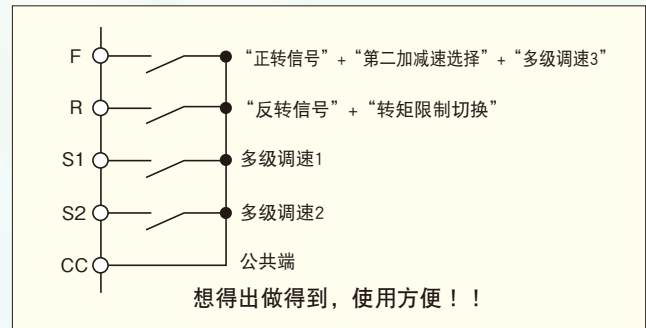 F “正转信号” + “第二加减速选择” + “多级调速3”
R “反转信号” + “转矩限制切换”
S1 多级调速1
S2 多级调速2
CC 公共端
想得出做得到，使用方便！！